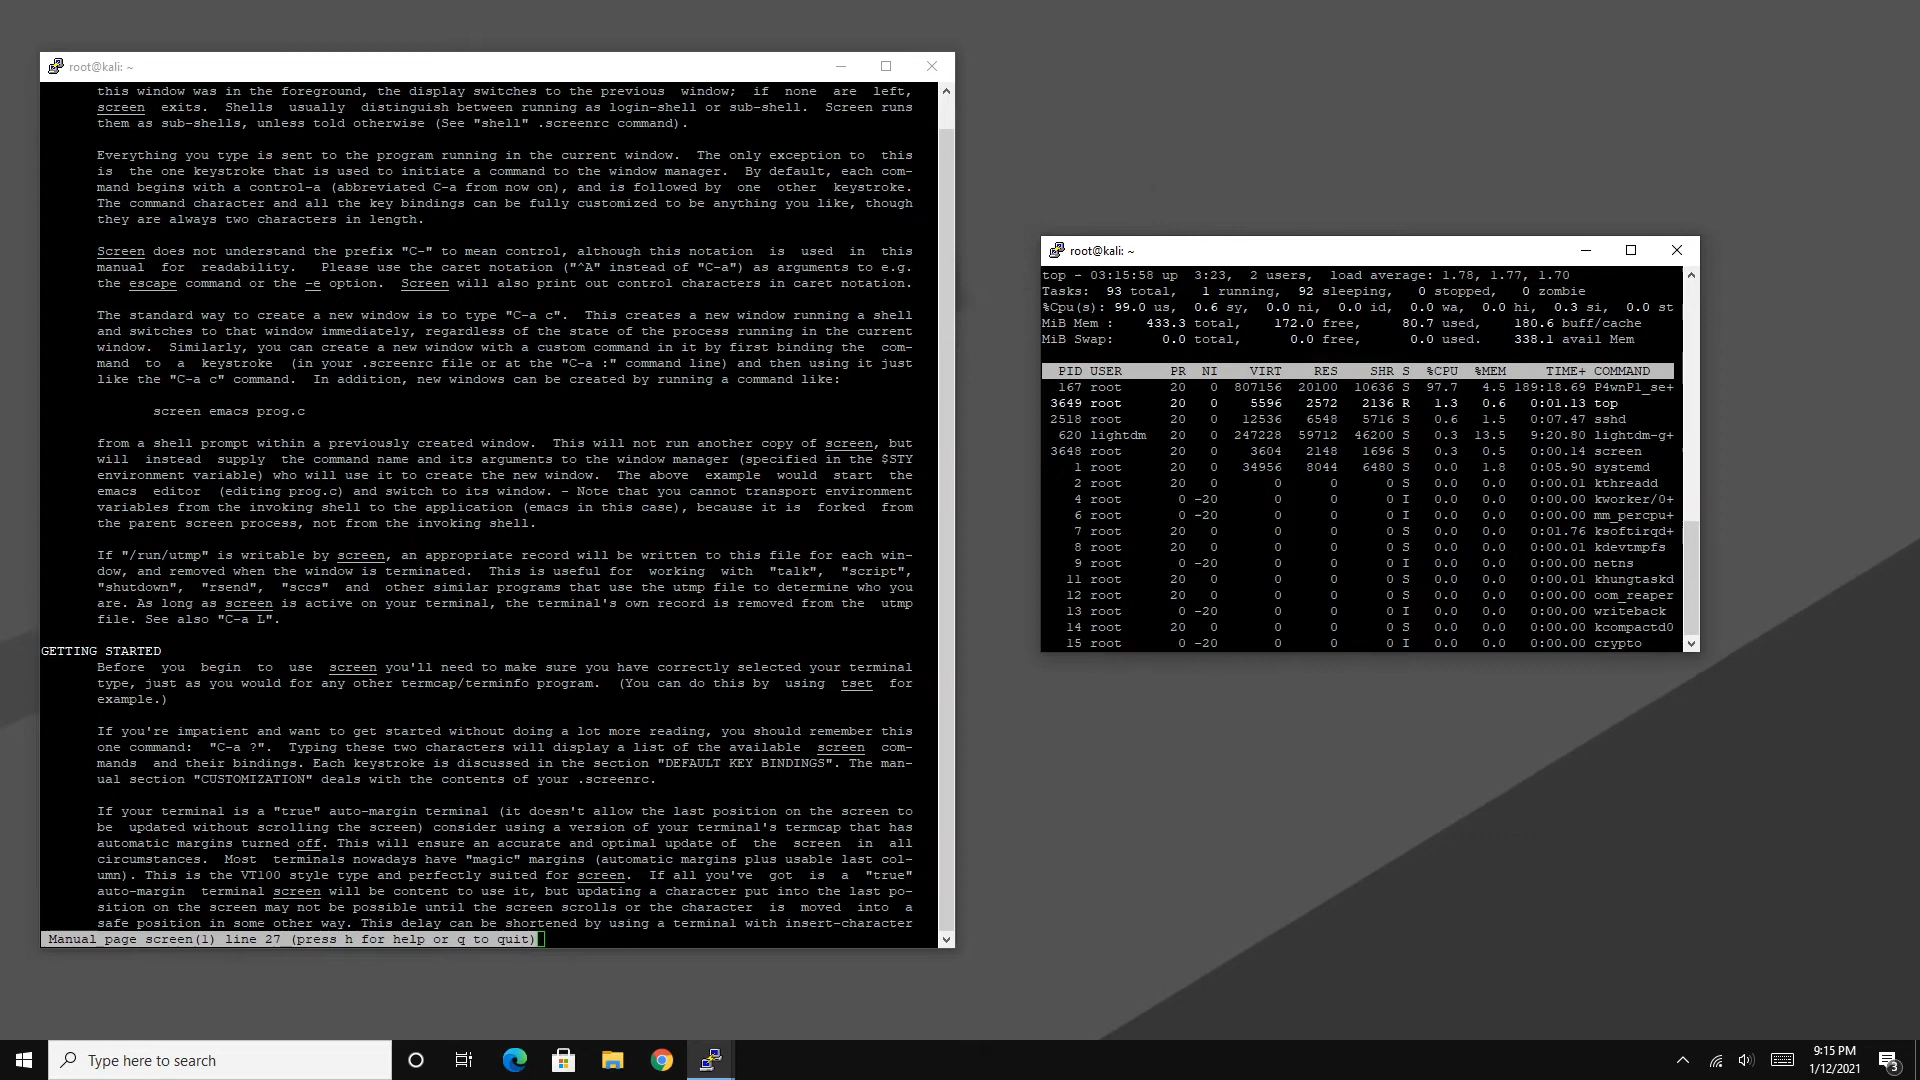 root@kali: ~
this window was in the foreground, the display switches to the previous window; if none are left,
screen exits. Shells usually distinguish between running as login-shell or sub-shell. Screen runs
them as sub-shells, unless told otherwise (See "shell" .screenrc command).
Everything you type is sent to the program running in the current window. The only exception to this
is the one keystroke that is used to initiate a command to the window manager. By default, each com-
mand begins with a control-a (abbreviated C-a from now on), and is followed by one other keystroke.
The command character and all the key bindings can be fully customized to be anything you like, though
they are always two characters in length.
Screen does not understand the prefix "C-" to mean control, although this notation is used in this
manual for readability. Please use the caret notation ("^A" instead of "C-a") as arguments to e.g.
the escape command or the -e option. Screen will also print out control characters in caret notation.
The standard way to create a new window is to type "C-a c". This creates a new window running a shell
and switches to that window immediately, regardless of the state of the process running in the current
window. Similarly, you can create a new window with a custom command in it by first binding the com-
mand to a keystroke (in your .screenrc file or at the "C-a :" command line) and then using it just
like the "C-a c" command. In addition, new windows can be created by running a command like:
screen emacs prog.c
from a shell prompt within a previously created window. This will not run another copy of screen, but
will instead supply the command name and its arguments to the window manager (specified in the $STY
environment variable) who will use it to create the new window. The above example would start the
emacs editor (editing prog.c) and switch to its window. - Note that you cannot transport environment
variables from the invoking shell to the application (emacs in this case), because it is forked from
the parent screen process, not from the invoking shell.
If "/run/utmp" is writable by screen, an appropriate record will be written to this file for each win-
dow, and removed when the window is terminated. This is useful for working with "talk", "script",
"shutdown", "rsend", "sccs" and other similar programs that use the utmp file to determine who you
are. As long as screen is active on your terminal, the terminal's own record is removed from the utmp
file. See also "C-a L".
GETTING STARTED
Before you begin to use screen you'll need to make sure you have correctly selected your terminal
type, just as you would for any other termcap/terminfo program. (You can do this by using tset for
example.)
If you're impatient and want to get started without doing a lot more reading, you should remember this
one command: "C-a ?". Typing these two characters will display a list of the available screen com-
mands and their bindings. Each keystroke is discussed in the section "DEFAULT KEY BINDINGS". The man-
ual section "CUSTOMIZATION" deals with the contents of your .screenrc.
If your terminal is a "true" auto-margin terminal (it doesn't allow the last position on the screen to
be updated without scrolling the screen) consider using a version of your terminal's termcap that has
automatic margins turned off. This will ensure an accurate and optimal update of the screen in all
circumstances. Most terminals nowadays have "magic" margins (automatic margins plus usable last col-
umn). This is the VT100 style type and perfectly suited for screen. If all you've got is a "true"
auto-margin terminal screen will be content to use it, but updating a character put into the last po-
sition on the screen may not be possible until the screen scrolls or the character is moved into a
safe position in some other way. This delay can be shortened by using a terminal with insert-character
Manual page screen(1) line 27 (press h for help or q to quit)
root@kali: ~
top - 03:15:58 up 3:23, 2 users, load average: 1.78, 1.77, 1.70
Tasks: 93 total, 1 running, 92 sleeping, 0 stopped, 0 zombie
%Cpu(s): 99.0 us, 0.6 sy, 0.0 ni, 0.0 id, 0.0 wa, 0.0 hi, 0.3 si, 0.0 st
MiB Mem : 433.3 total, 172.0 free, 80.7 used, 180.6 buff/cache
MiB Swap: 0.0 total, 0.0 free, 0.0 used. 338.1 avail Mem
PID USER PR NI VIRT RES SHR S %CPU %MEM TIME+ COMMAND
167 root 20 0 807156 20100 10636 S 97.7 4.5 189:18.69 P4wnP1_se+
3649 root 20 0 5596 2572 2136 R 1.3 0.6 0:01.13 top
2518 root 20 0 12536 6548 5716 S 0.6 1.5 0:07.47 sshd
620 lightdm 20 0 247228 59712 46200 S 0.3 13.5 9:20.80 lightdm-g+
3648 root 20 0 3604 2148 1696 S 0.3 0.5 0:00.14 screen
1 root 20 0 34956 8044 6480 S 0.0 1.8 0:05.90 systemd
2 root 20 0 0 0 0 S 0.0 0.0 0:00.01 kthreadd
4 root 0 -20 0 0 0 I 0.0 0.0 0:00.00 kworker/0+
6 root 0 -20 0 0 0 I 0.0 0.0 0:00.00 mm_percpu+
7 root 20 0 0 0 0 S 0.0 0.0 0:01.76 ksoftirqd+
8 root 20 0 0 0 0 S 0.0 0.0 0:00.01 kdevtmpfs
9 root 0 -20 0 0 0 I 0.0 0.0 0:00.00 netns
11 root 20 0 0 0 0 S 0.0 0.0 0:00.01 khungtaskd
12 root 20 0 0 0 0 S 0.0 0.0 0:00.00 oom_reaper
13 root 0 -20 0 0 0 I 0.0 0.0 0:00.00 writeback
14 root 20 0 0 0 0 S 0.0 0.0 0:00.00 kcompactd0
15 root 0 -20 0 0 0 I 0.0 0.0 0:00.00 crypto
Type here to search
9:15 PM
1/12/2021
3